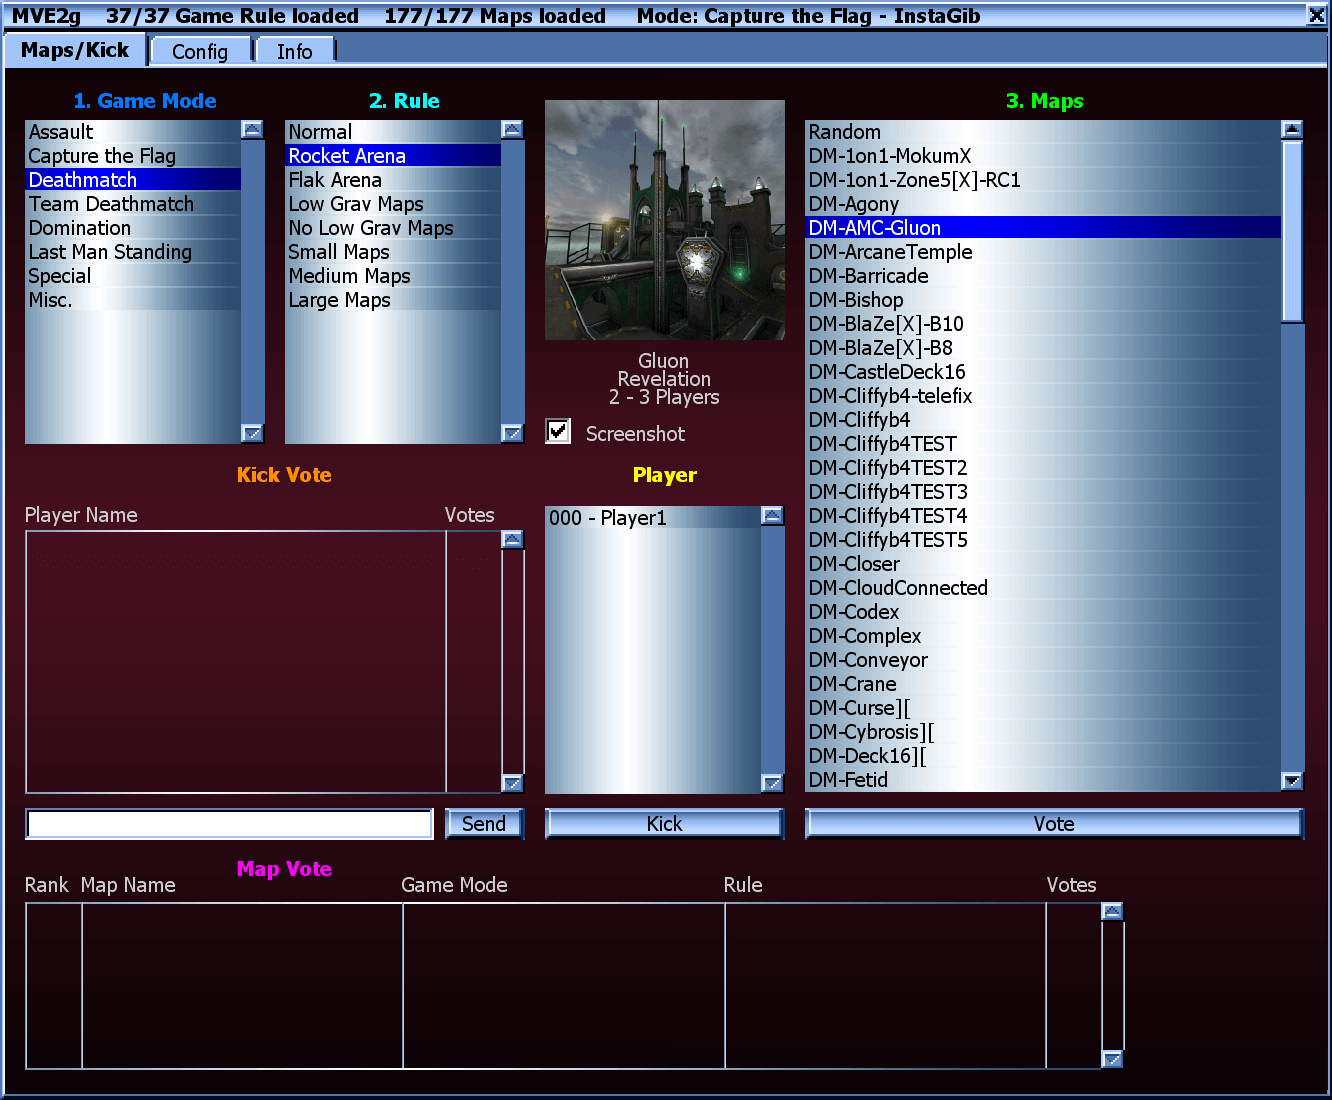 MVE2g 37/37 Game Rule loaded 177/177 Maps loaded Mode: Capture the Flag - InstaGib
Maps/Kick Config Info
1. Game Mode
Assault
Capture the Flag
Deathmatch
Team Deathmatch
Domination
Last Man Standing
Special
Misc.
2. Rule
Normal
Rocket Arena
Flak Arena
Low Grav Maps
No Low Grav Maps
Small Maps
Medium Maps
Large Maps
Gluon
Revelation
2 - 3 Players
Screenshot
3. Maps
Random
DM-1on1-MokumX
DM-1on1-Zone5[X]-RC1
DM-Agony
DM-AMC-Gluon
DM-ArcaneTemple
DM-Barricade
DM-Bishop
DM-BlaZe[X]-B10
DM-BlaZe[X]-B8
DM-CastleDeck16
DM-Cliffyb4-telefix
DM-Cliffyb4
DM-Cliffyb4TEST
DM-Cliffyb4TEST2
DM-Cliffyb4TEST3
DM-Cliffyb4TEST4
DM-Cliffyb4TEST5
DM-Closer
DM-CloudConnected
DM-Codex
DM-Complex
DM-Conveyor
DM-Crane
DM-Curse][
DM-Cybrosis][
DM-Deck16][
DM-Fetid
Kick Vote
Player Name Votes
Player
000 - Player1
Send
Kick
Vote
Map Vote
Rank Map Name Game Mode Rule Votes